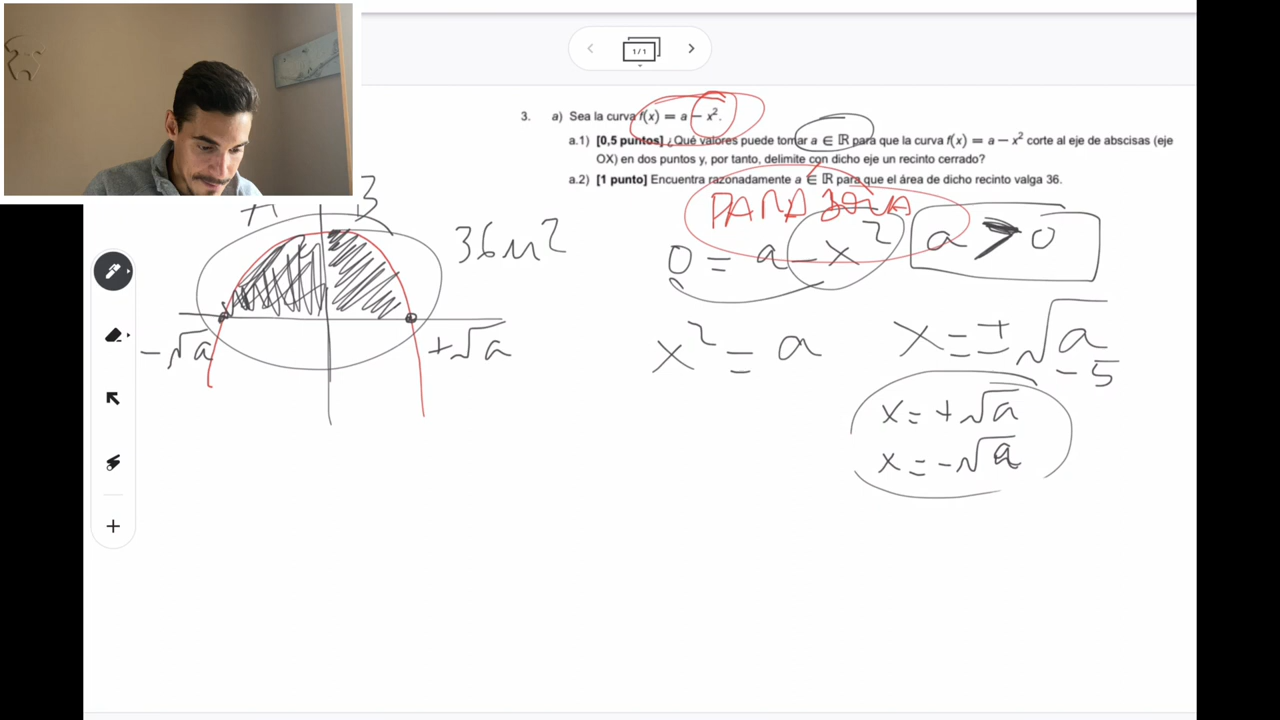 1/1
3. a) Sea la curva f(x) = a − x².
a.1) [0,5 puntos] ¿Qué valores puede tomar a ∈ ℝ para que la curva f(x) = a − x² corte al eje de abscisas (eje
OX) en dos puntos y, por tanto, delimite con dicho eje un recinto cerrado?
a.2) [1 punto] Encuentra razonadamente a ∈ ℝ para que el área de dicho recinto valga 36.
PARABOLA
B
36u²
0 = a − x²
a > 0
−√a
+√a
x² = a
x = ±√a
−5
x = +√a
x = −√a